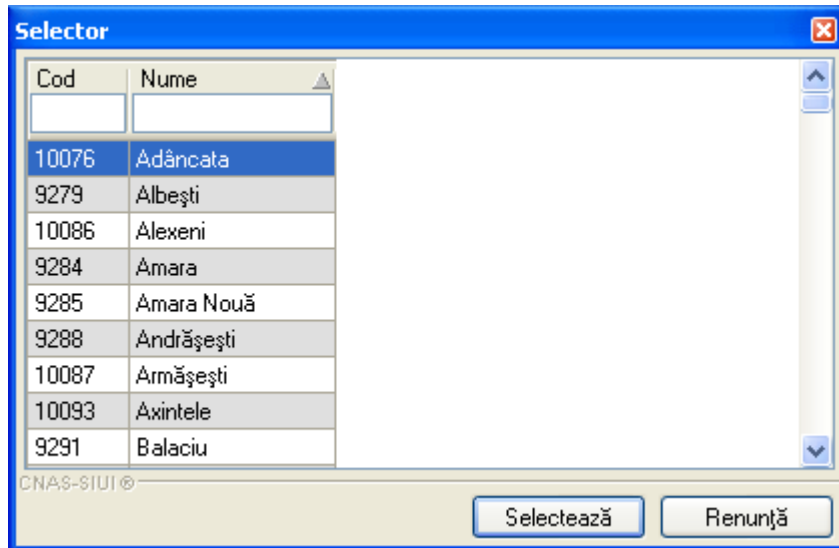 Selector
Cod Nume
10076 Adâncata
9279 Albeşti
10086 Alexeni
9284 Amara
9285 Amara Nouă
9288 Andrăşeşti
10087 Armăşeşti
10093 Axintele
9291 Balaciu
CNAS-SIUI®
Selectează Renunţă